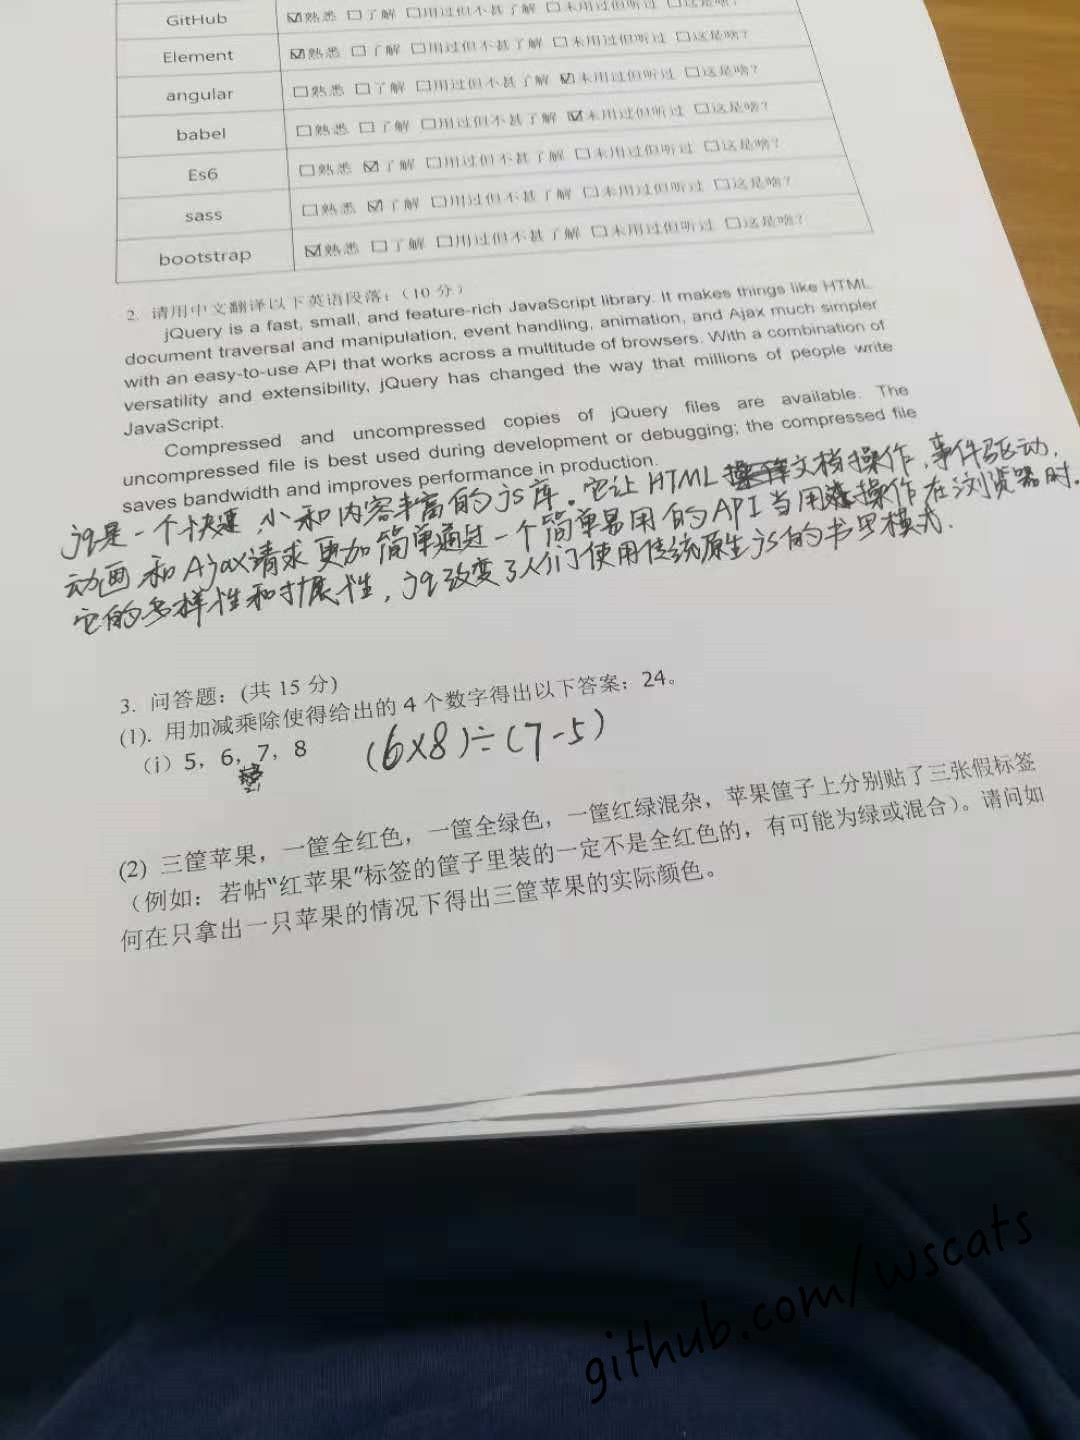 GitHub ☑熟悉 □了解 □用过但不甚了解 □未用过但听过 □这是啥?
Element ☑熟悉 □了解 □用过但不甚了解 □未用过但听过 □这是啥?
angular □熟悉 □了解 □用过但不甚了解 ☑未用过但听过 □这是啥?
babel □熟悉 □了解 □用过但不甚了解 ☑未用过但听过 □这是啥?
Es6 □熟悉 ☑了解 □用过但不甚了解 □未用过但听过 □这是啥?
sass □熟悉 ☑了解 □用过但不甚了解 □未用过但听过 □这是啥?
bootstrap ☑熟悉 □了解 □用过但不甚了解 □未用过但听过 □这是啥?
2. 请用中文翻译以下英语段落:(10 分)
jQuery is a fast, small, and feature-rich JavaScript library. It makes things like HTML
document traversal and manipulation, event handling, animation, and Ajax much simpler
with an easy-to-use API that works across a multitude of browsers. With a combination of
versatility and extensibility, jQuery has changed the way that millions of people write
JavaScript.
Compressed and uncompressed copies of jQuery files are available. The
uncompressed file is best used during development or debugging; the compressed file
saves bandwidth and improves performance in production.
jq是一个快速,小和内容丰富的js库。它让HTML文档操作,事件驱动,
动画和Ajax请求更加简单通过一个简单易用的API当用操作在浏览器时.
它的多样性和扩展性,jq改变了人们使用传统原生js的书写模式.
3. 问答题:(共 15 分)
(1). 用加减乘除使得给出的 4 个数字得出以下答案:24。
(i) 5, 6, 7, 8 (6×8)÷(7-5)
(2) 三筐苹果,一筐全红色,一筐全绿色,一筐红绿混杂,苹果筐子上分别贴了三张假标签
(例如:若帖“红苹果”标签的筐子里装的一定不是全红色的,有可能为绿或混合)。请问如
何在只拿出一只苹果的情况下得出三筐苹果的实际颜色。
github.com/wscats